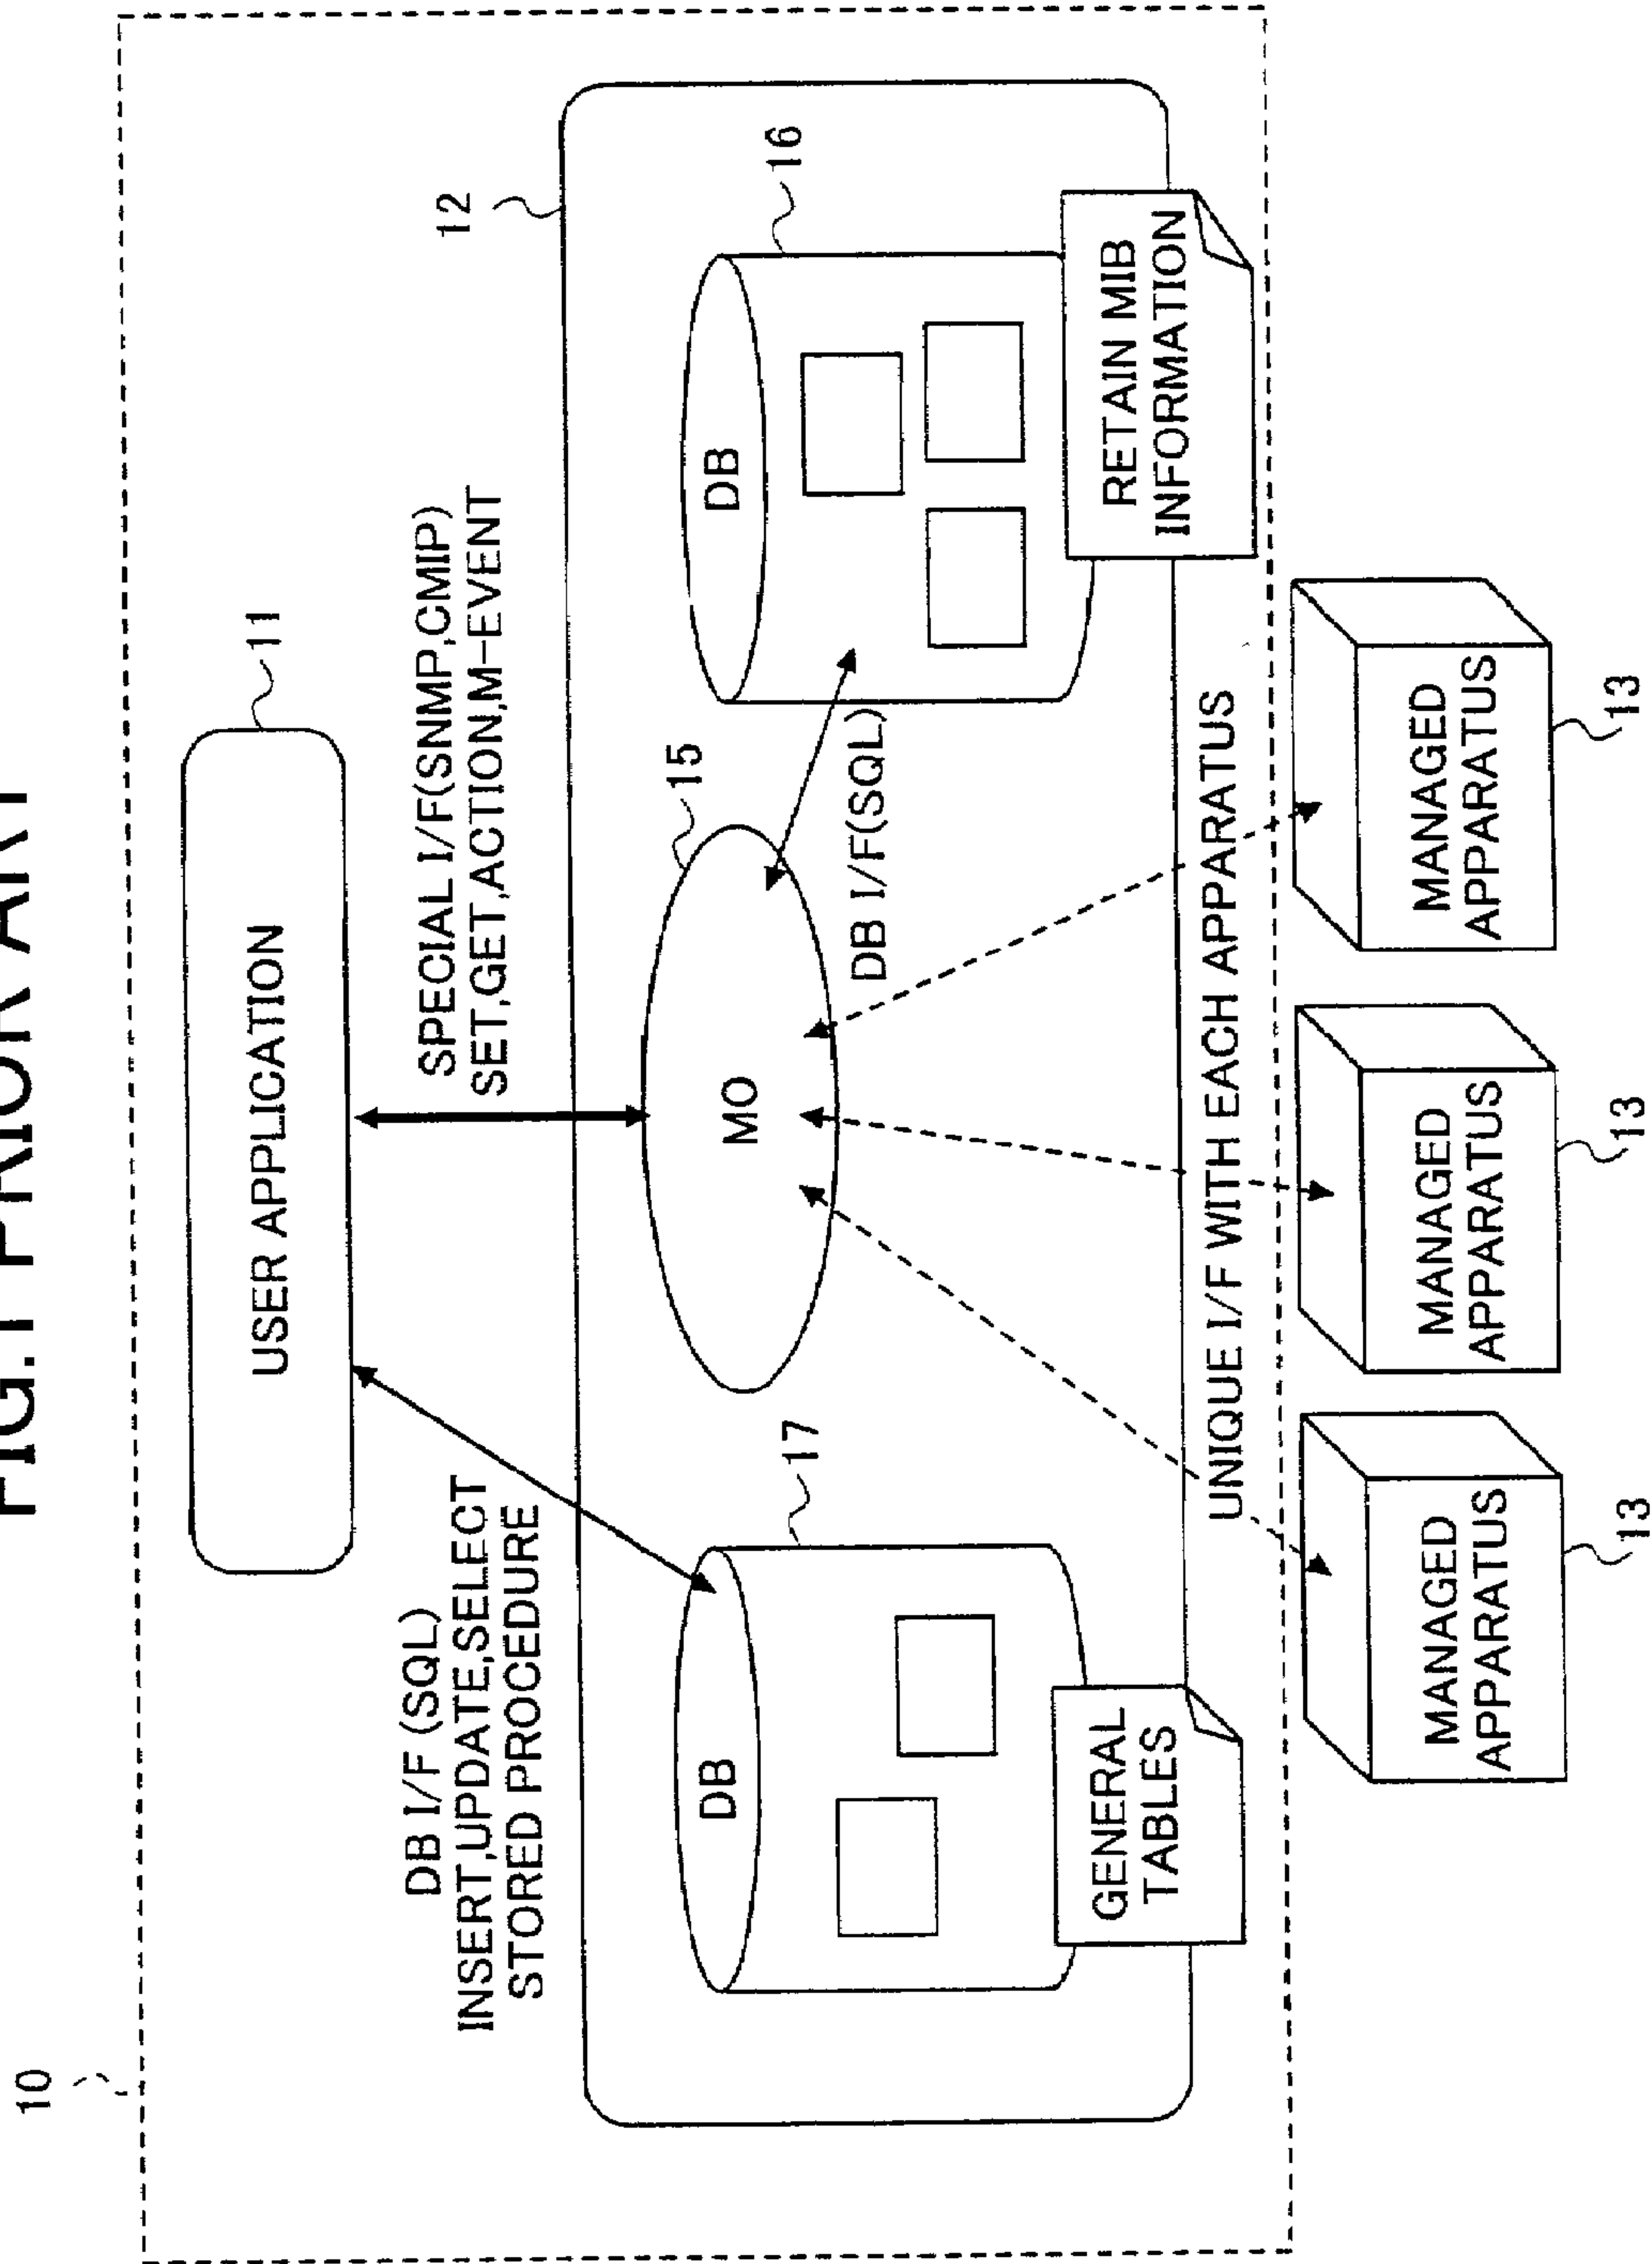 FIG.1 PRIOR ART
10
11
USER APPLICATION
DB I/F (SQL)
INSERT,UPDATE,SELECT
STORED PROCEDURE
SPECIAL I/F(SNMP,CMIP)
SET,GET,ACTION,M-EVENT
12
17
DB
GENERAL
TABLES
15
MO
DB I/F(SQL)
16
DB
RETAIN MIB
INFORMATION
UNIQUE I/F WITH EACH APPARATUS
MANAGED
APPARATUS
13
MANAGED
APPARATUS
13
MANAGED
APPARATUS
13